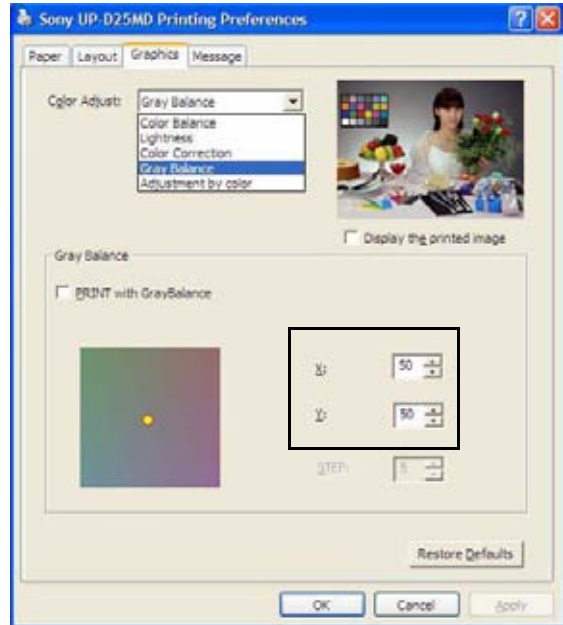 Sony UP-D25MD Printing Preferences
Paper Layout Graphics Message
Color Adjust: Gray Balance
Color Balance
Lightness
Color Correction
Gray Balance
Adjustment by color
Display the printed image
Gray Balance
PRINT with GrayBalance
X: 50
Y: 50
STEP: 5
Restore Defaults
OK Cancel Apply